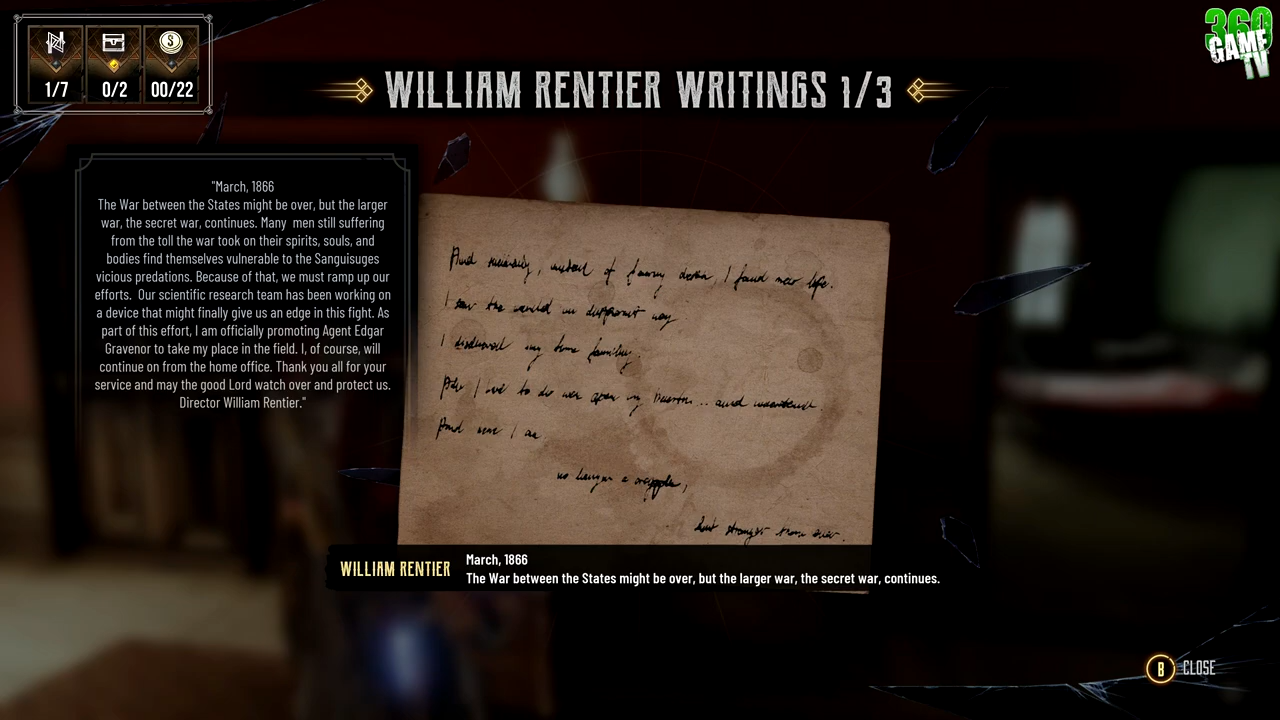 1/7
0/2
00/22
360
GAME
TV
WILLIAM RENTIER WRITINGS 1/3
"March, 1866
The War between the States might be over, but the larger
war, the secret war, continues. Many men still suffering
from the toll the war took on their spirits, souls, and
bodies find themselves vulnerable to the Sanguisuges
vicious predations. Because of that, we must ramp up our
efforts. Our scientific research team has been working on
a device that might finally give us an edge in this fight. As
part of this effort, I am officially promoting Agent Edgar
Gravenor to take my place in the field. I, of course, will
continue on from the home office. Thank you all for your
service and may the good Lord watch over and protect us.
Director William Rentier."
And instead of down, I found new life.
I saw the world in different way
I my family.
And now I am
no longer a
but stronger than ever.
WILLIAM RENTIER
March, 1866
The War between the States might be over, but the larger war, the secret war, continues.
B CLOSE